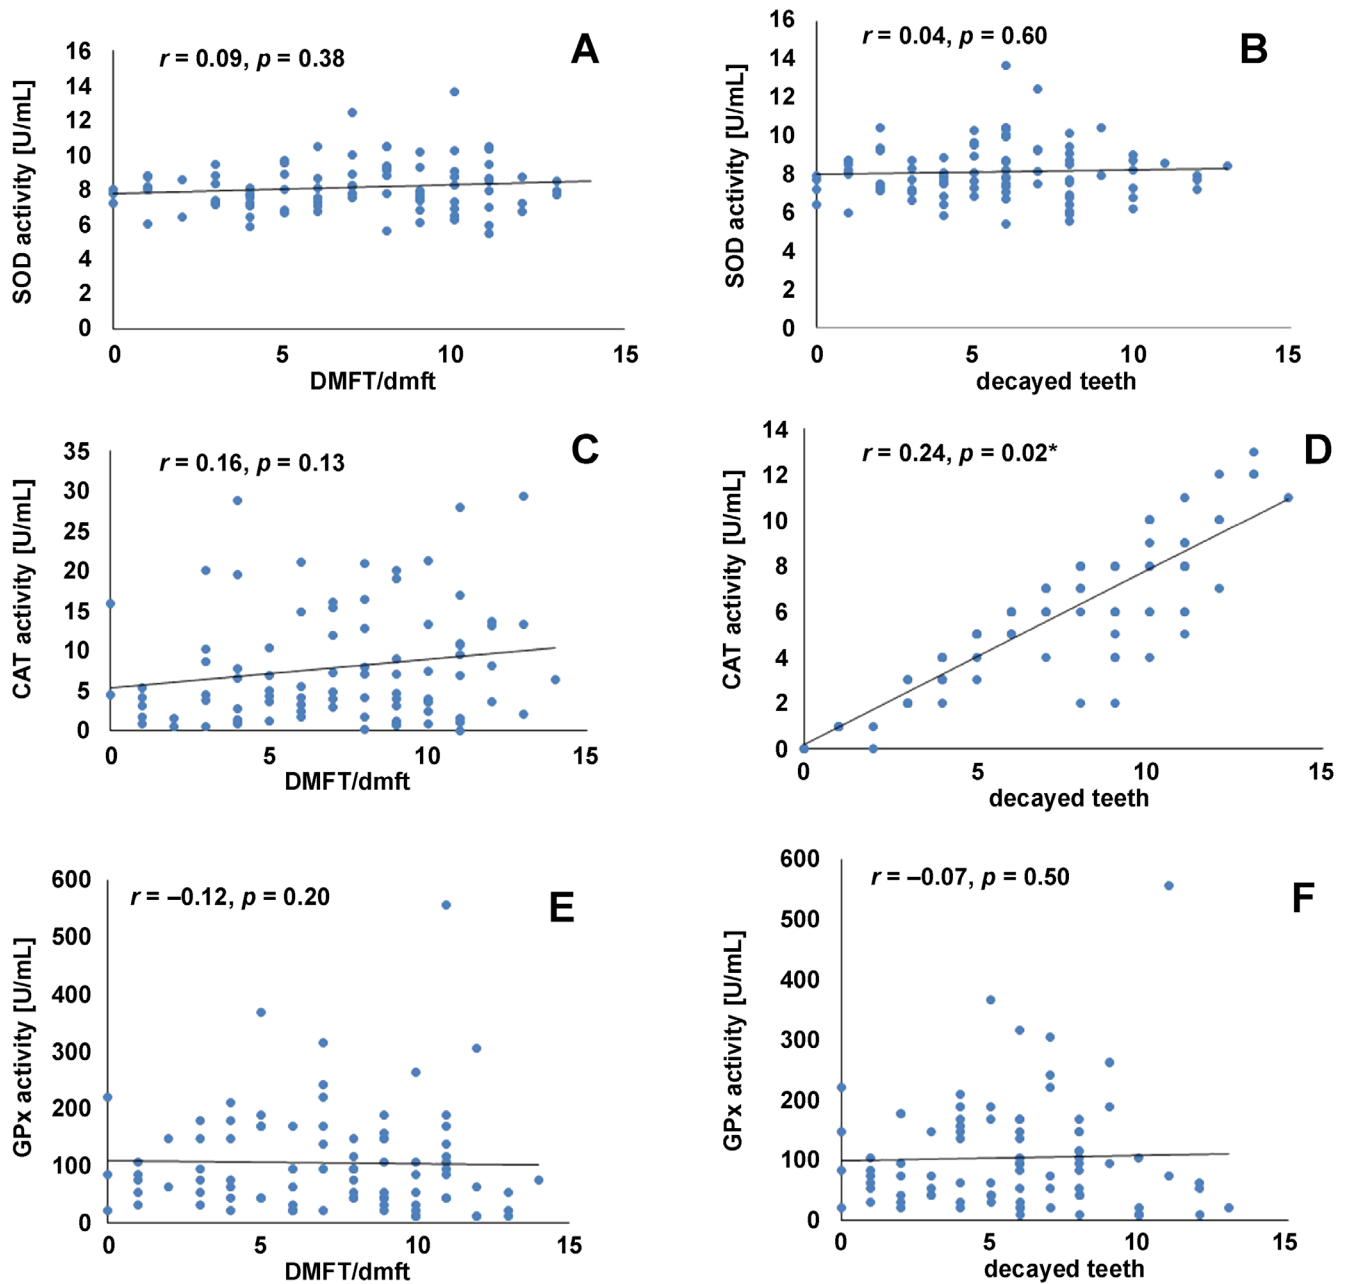 A
r = 0.09, p = 0.38
SOD activity [U/mL]
16
14
12
10
8
6
4
2
0
0 5 10 15
DMFT/dmft
B
r = 0.04, p = 0.60
SOD activity [U/mL]
16
14
12
10
8
6
4
2
0
0 5 10 15
decayed teeth
C
r = 0.16, p = 0.13
CAT activity [U/mL]
35
30
25
20
15
10
5
0
0 5 10 15
DMFT/dmft
D
r = 0.24, p = 0.02*
CAT activity [U/mL]
14
12
10
8
6
4
2
0
0 5 10 15
decayed teeth
E
r = –0.12, p = 0.20
GPx activity [U/mL]
600
500
400
300
200
100
0
0 5 10 15
DMFT/dmft
F
r = –0.07, p = 0.50
GPx activity [U/mL]
600
500
400
300
200
100
0
0 5 10 15
decayed teeth